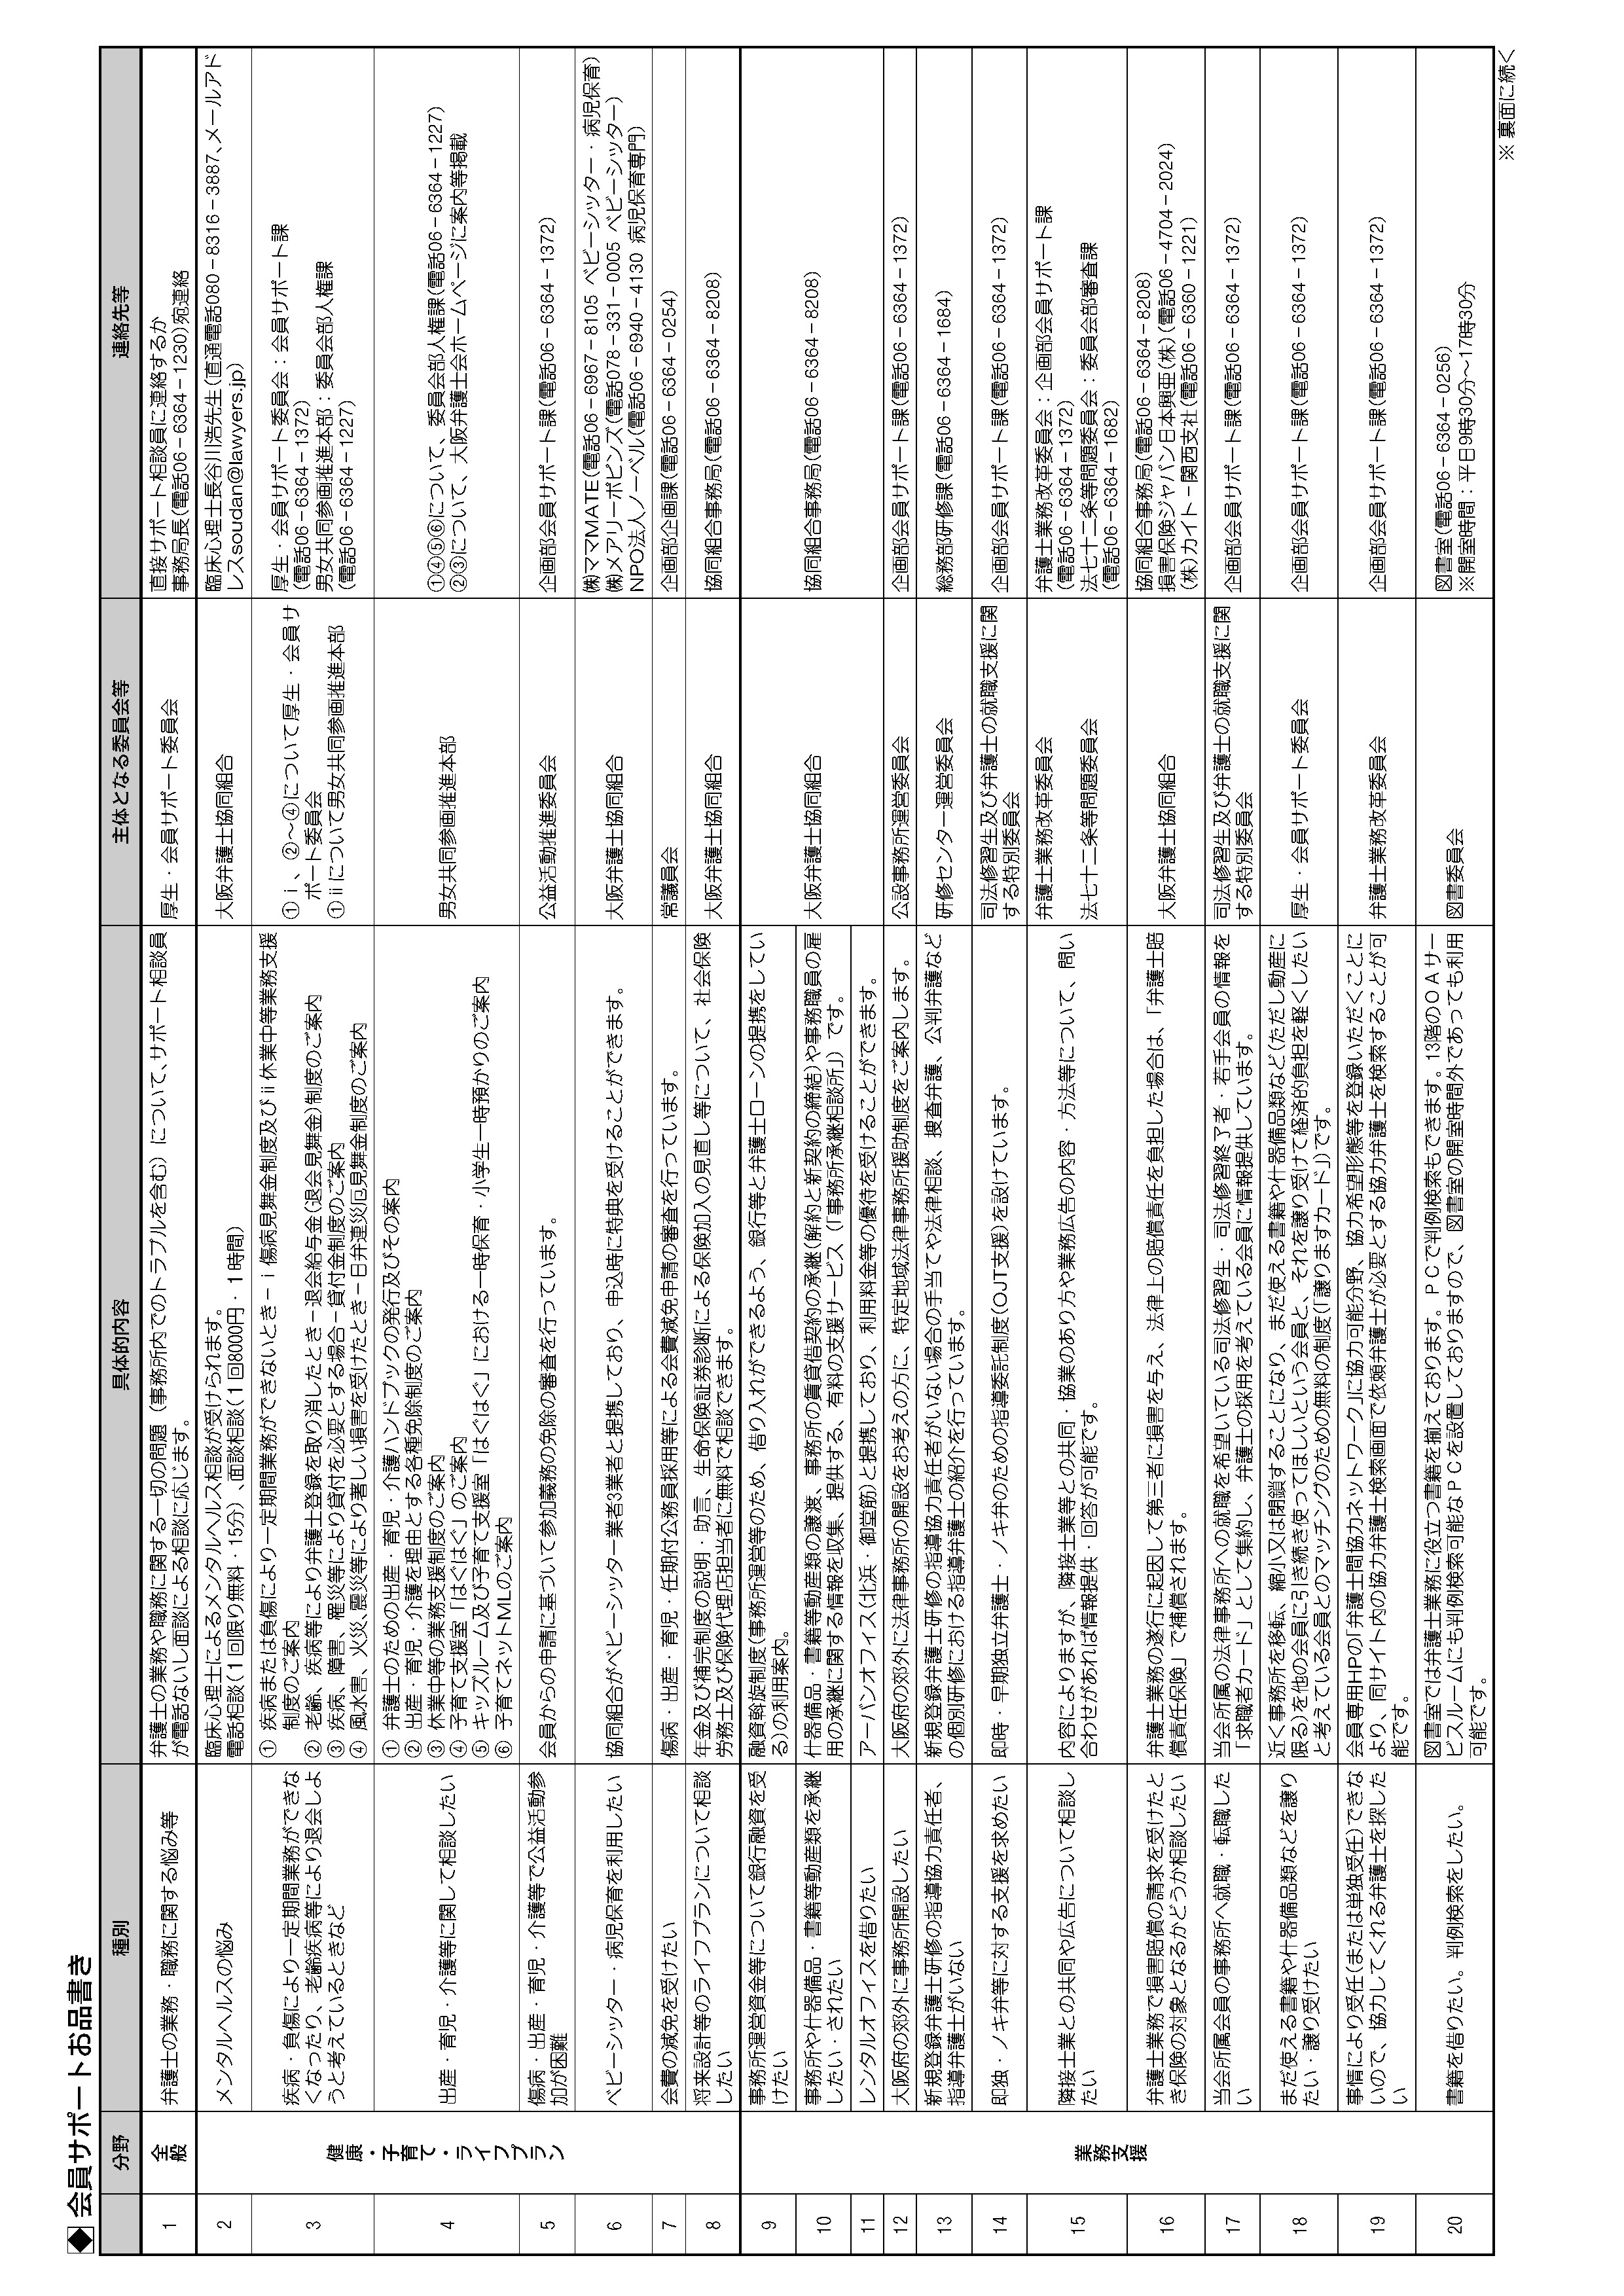 ◆会員サポートお品書き
分野 種別 具体的内容 主体となる委員会等 連絡先等
全般
1
弁護士の業務・職務に関する悩み等
弁護士の業務や職務に関する一切の問題（事務所内でのトラブルを含む）について、サポート相談員
が電話ないし面談による相談に応じます。
厚生・会員サポート委員会
直接サポート相談員に連絡するか
事務局長（電話06－6364－1230）宛連絡
健康・子育て・ライフプラン
2
メンタルヘルスの悩み
臨床心理士によるメンタルヘルス相談が受けられます。
電話相談（1回限り無料・15分）、面談相談（1回8000円・1時間）
大阪弁護士協同組合
臨床心理士長谷川浩先生（直通電話080－8316－3887、メールアド
レスsoudan@lawyers.jp）
3
疾病・負傷により一定期間業務ができな
くなったり、老齢疾病等により退会しよ
うと考えているときなど
① 疾病または負傷により一定期間業務ができないとき－ⅰ傷病見舞金制度及びⅱ休業中等業務支援
制度のご案内
② 老齢、疾病等により弁護士登録を取り消したとき－退会給与金（退会見舞金）制度のご案内
③ 疾病、障害、罹災等により貸付を必要とする場合－貸付金制度のご案内
④ 風水害、火災、震災等により著しい損害を受けたとき－日弁連災厄見舞金制度のご案内
①ⅰ、②～④について厚生・会員サ
ポート委員会
①ⅱについて男女共同参画推進本部
厚生・会員サポート委員会：会員サポート課
（電話06－6364－1372）
男女共同参画推進本部：委員会部人権課
（電話06－6364－1227）
4
出産・育児・介護等に関して相談したい
① 弁護士のための出産・育児・介護ハンドブックの発行及びその案内
② 出産・育児・介護を理由とする各種免除制度のご案内
③ 休業中等の業務支援制度のご案内
④ 子育て支援室「はぐはぐ」のご案内
⑤ キッズルーム及び子育て支援室「はぐはぐ」における一時保育・小学生一時預かりのご案内
⑥ 子育てネットMLのご案内
男女共同参画推進本部
①④⑤⑥について、委員会部人権課（電話06－6364－1227）
②③について、大阪弁護士会ホームページに案内等掲載
5
傷病・出産・育児・介護等で公益活動参
加が困難
会員からの申請に基づいて参加義務の免除の審査を行っています。
公益活動推進委員会
企画部会員サポート課（電話06－6364－1372）
6
ベビーシッター・病児保育を利用したい
協同組合がベビーシッター業者3業者と提携しており、申込時に特典を受けることができます。
大阪弁護士協同組合
㈱ママMATE（電話06－6967－8105 ベビーシッター・病児保育）
㈱メアリーポピンズ（電話078－331－0005 ベビーシッター）
NPO法人ノーベル（電話06－6940－4130 病児保育専門）
7
会費の減免を受けたい
傷病・出産・育児・任期付公務員採用等による会費減免申請の審査を行っています。
常議員会
企画部企画課（電話06－6364－0254）
8
将来設計等のライフプランについて相談
したい
年金及び補完制度の説明・助言、生命保険証券診断による保険加入の見直し等について、社会保険
労務士及び保険代理店担当者に無料で相談できます。
大阪弁護士協同組合
協同組合事務局（電話06－6364－8208）
業務支援
9
事務所運営資金等について銀行融資を受
けたい
融資斡旋制度（事務所運営等のため、借り入れができるよう、銀行等と弁護士ローンの提携をしてい
る）の利用案内。
10
事務所や什器備品・書籍等動産類を承継
したい・されたい
什器備品・書籍等動産類の譲渡、事務所の賃貸借契約の承継（解約と新契約の締結）や事務職員の雇
用の承継に関する情報を収集、提供する、有料の支援サービス（「事務所承継相談所」）です。
大阪弁護士協同組合
協同組合事務局（電話06－6364－8208）
11
レンタルオフィスを借りたい
アーバンオフィス（北浜・御堂筋）と提携しており、利用料金等の優待を受けることができます。
12
大阪府の郊外に事務所開設したい
大阪府の郊外に法律事務所の開設をお考えの方に、特定地域法律事務所援助制度をご案内します。
公設事務所運営委員会
企画部会員サポート課（電話06－6364－1372）
13
新規登録弁護士研修の指導協力責任者、
指導弁護士がいない
新規登録弁護士研修の指導協力責任者がいない場合の手当てや法律相談、捜査弁護、公判弁護など
の個別研修における指導弁護士の紹介を行っています。
研修センター運営委員会
総務部研修課（電話06－6364－1684）
14
即独・ノキ弁等に対する支援を求めたい
即時・早期独立弁護士・ノキ弁のための指導委託制度（OJT支援）を設けています。
司法修習生及び弁護士の就職支援に関
する特別委員会
企画部会員サポート課（電話06－6364－1372）
15
隣接士業との共同や広告について相談し
たい
内容によりますが、隣接士業等との共同・協業のあり方や業務広告の内容・方法等について、問い
合わせがあれば情報提供・回答が可能です。
弁護士業務改革委員会
法七十二条等問題委員会
弁護士業務改革委員会：企画部会員サポート課
（電話06－6364－1372）
法七十二条等問題委員会：委員会部審査課
（電話06－6364－1682）
16
弁護士業務で損害賠償の請求を受けたと
き保険の対象となるかどうか相談したい
弁護士業務の遂行に起因して第三者に損害を与え、法律上の賠償責任を負担した場合は、「弁護士賠
償責任保険」で補償されます。
大阪弁護士協同組合
協同組合事務局（電話06－6364－8208）
損害保険ジャパン日本興亜（株）（電話06－4704－2024）
（株）カイト－関西支社（電話06－6360－1221）
17
当会所属会員の事務所へ就職・転職した
い
当会所属の法律事務所への就職を希望している司法修習生・司法修習終了者・若手会員の情報を
「求職者カード」として集約し、弁護士の採用を考えている会員に情報提供しています。
司法修習生及び弁護士の就職支援に関
する特別委員会
企画部会員サポート課（電話06－6364－1372）
18
まだ使える書籍や什器備品類などを譲り
たい・譲り受けたい
近く事務所を移転、縮小又は閉鎖することになり、まだ使える書籍や什器備品類など（ただし動産に
限る）を他の会員に引き続き使ってほしいという会員と、それを譲り受けて経済的負担を軽くしたい
と考えている会員とのマッチングのための無料の制度（「譲りますカード」）です。
厚生・会員サポート委員会
企画部会員サポート課（電話06－6364－1372）
19
事情により受任（または単独受任）できな
いので、協力してくれる弁護士を探した
い
会員専用HPの「弁護士間協力ネットワーク」に協力可能分野、協力希望形態等を登録いただくことに
より、同サイト内の協力弁護士検索画面で依頼弁護士が必要とする協力弁護士を検索することが可
能です。
弁護士業務改革委員会
企画部会員サポート課（電話06－6364－1372）
20
書籍を借りたい。判例検索をしたい。
図書室では弁護士業務に役立つ書籍を揃えております。ＰＣで判例検索もできます。13階のＯＡサー
ビスルームにも判例検索可能なＰＣを設置しておりますので、図書室の開室時間外であっても利用
可能です。
図書委員会
図書室（電話06－6364－0256）
※開室時間：平日9時30分～17時30分
※ 裏面に続く